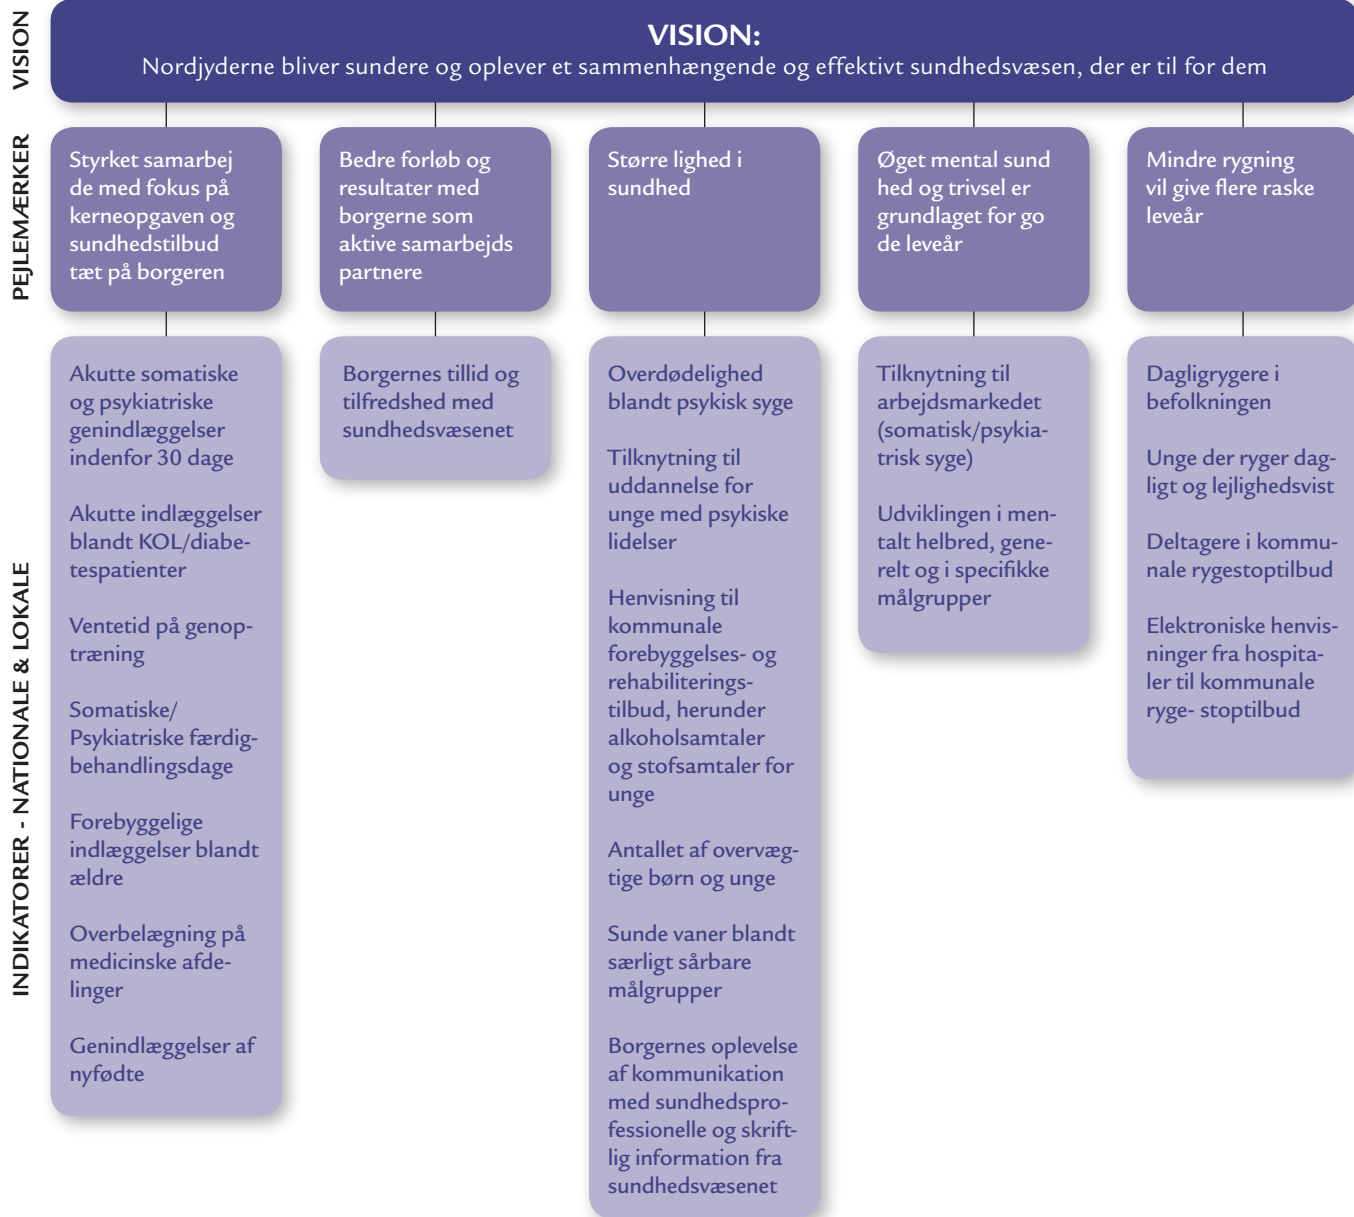 VISION
VISION:
Nordjyderne bliver sundere og oplever et sammenhængende og effektivt sundhedsvæsen, der er til for dem
PEJLEMÆRKER
Styrket samarbej
de med fokus på
kerneopgaven og
sundhedstilbud
tæt på borgeren
Bedre forløb og
resultater med
borgerne som
aktive samarbejds
partnere
Større lighed i
sundhed
Øget mental sund
hed og trivsel er
grundlaget for go
de leveår
Mindre rygning
vil give flere raske
leveår
INDIKATORER - NATIONALE & LOKALE
Akutte somatiske
og psykiatriske
genindlæggelser
indenfor 30 dage
Akutte indlæggelser
blandt KOL/diabe-
tespatienter
Ventetid på genop-
træning
Somatiske/
Psykiatriske færdig-
behandlingsdage
Forebyggelige
indlæggelser blandt
ældre
Overbelægning på
medicinske afde-
linger
Genindlæggelser af
nyfødte
Borgernes tillid og
tilfredshed med
sundhedsvæsenet
Overdødelighed
blandt psykisk syge
Tilknytning til
uddannelse for
unge med psykiske
lidelser
Henvisning til
kommunale
forebyggelses- og
rehabiliterings-
tilbud, herunder
alkoholsamtaler
og stofsamtaler for
unge
Antallet af overvæg-
tige børn og unge
Sunde vaner blandt
særligt sårbare
målgrupper
Borgernes oplevelse
af kommunikation
med sundhedspro-
fessionelle og skrift-
lig information fra
sundhedsvæsenet
Tilknytning til
arbejdsmarkedet
(somatisk/psykia-
trisk syge)
Udviklingen i men-
talt helbred, gene-
relt og i specifikke
målgrupper
Dagligrygere i
befolkningen
Unge der ryger dag-
ligt og lejlighedsvist
Deltagere i kommu-
nale rygestoptilbud
Elektroniske henvis-
ninger fra hospita-
ler til kommunale
ryge- stoptilbud